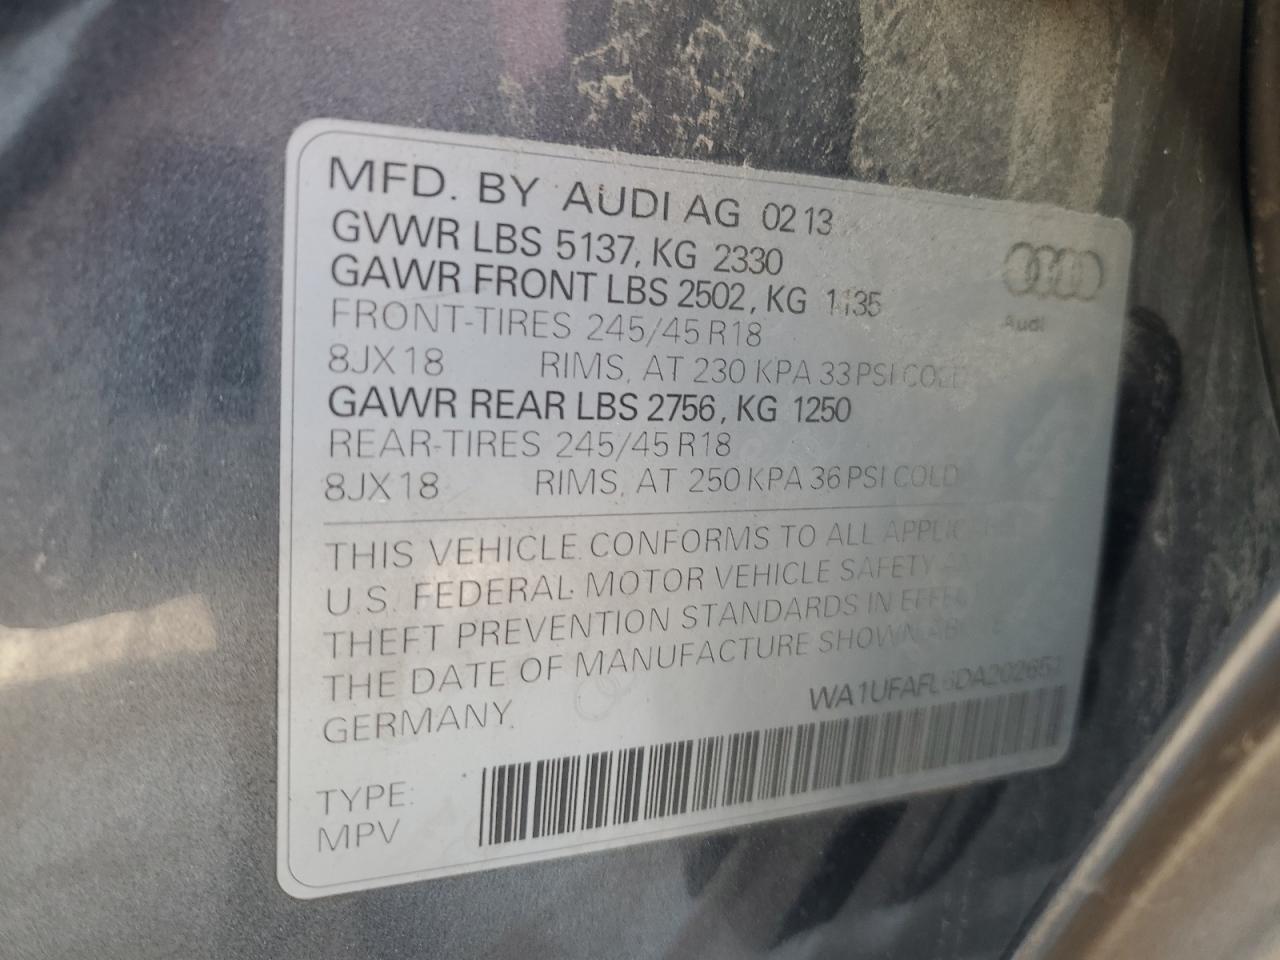 MFD. BY AUDI AG 02 13
GVWR LBS 5137, KG 2330
GAWR FRONT LBS 2502, KG 1135
FRONT-TIRES 245/45 R18
8JX18 RIMS, AT 230 KPA 33 PSI COLD
GAWR REAR LBS 2756, KG 1250
REAR-TIRES 245/45 R18
8JX18 RIMS, AT 250 KPA 36 PSI COLD
Audi
THIS VEHICLE CONFORMS TO ALL
U.S. FEDERAL MOTOR VEHICLE SAFETY
THEFT PREVENTION STANDARDS IN EFFECT
THE DATE OF MANUFACTURE SHOWN
GERMANY.
TYPE:
MPV